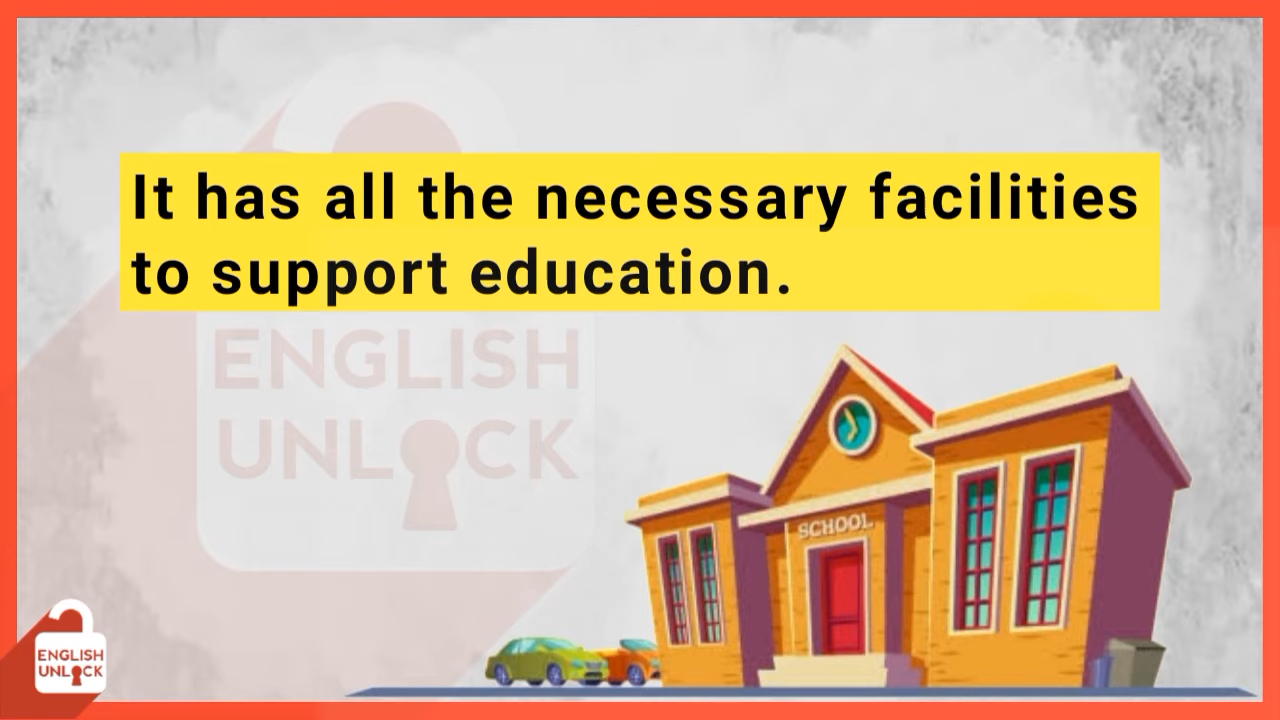 It has all the necessary facilities
to support education.
ENGLISH
UNLOCK
SCHOOL
ENGLISH
UNLOCK